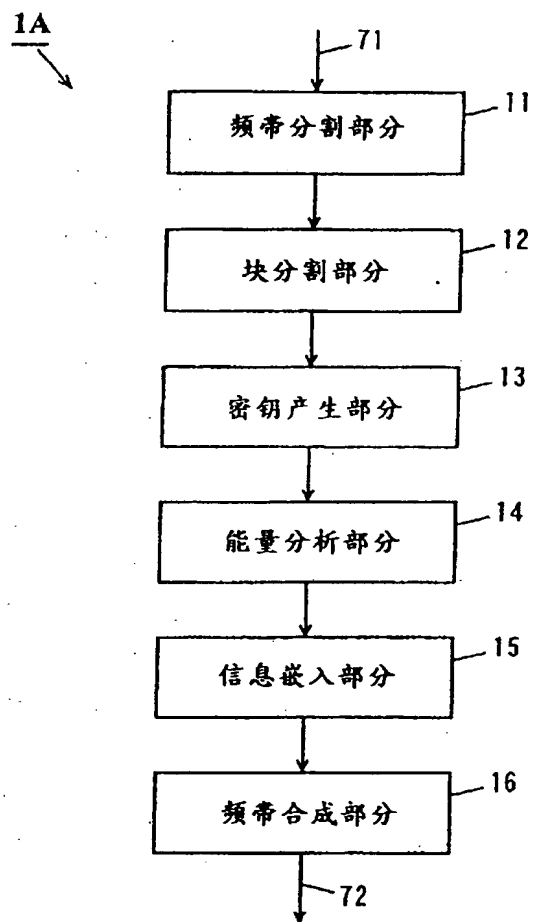 1A
71
11
频带分割部分
12
块分割部分
13
密钥产生部分
14
能量分析部分
15
信息嵌入部分
16
频带合成部分
72